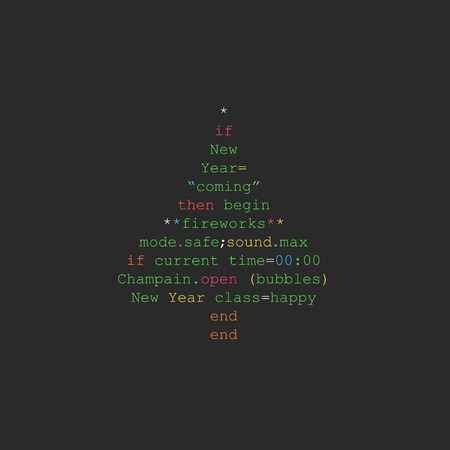 *
if
New
Year=
“coming”
then begin
**fireworks**
mode.safe;sound.max
if current time=00:00
Champain.open (bubbles)
New Year class=happy
end
end